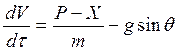 dV/dτ = (P − X)/m − g sin θ